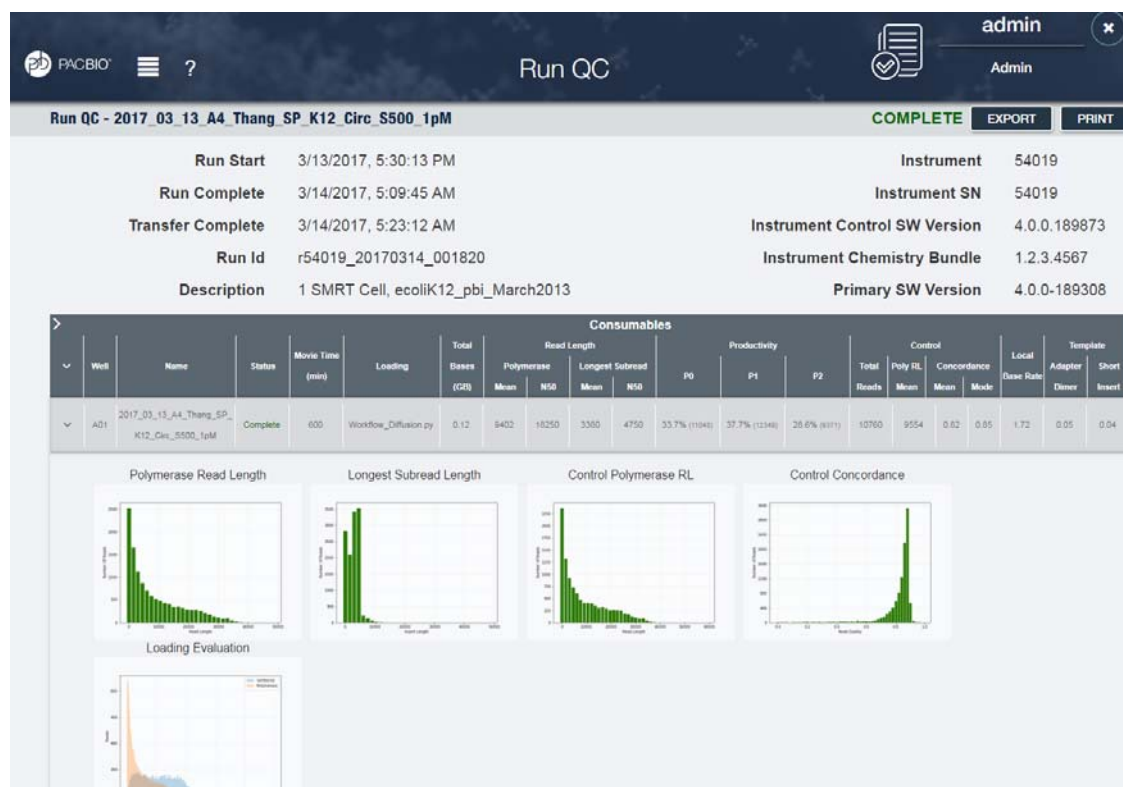 PACBIO®
?
Run QC
admin
Admin
Run QC - 2017_03_13_A4_Thang_SP_K12_Circ_S500_1pM
COMPLETE
EXPORT
PRINT
Run Start 3/13/2017, 5:30:13 PM
Instrument 54019
Run Complete 3/14/2017, 5:09:45 AM
Instrument SN 54019
Transfer Complete 3/14/2017, 5:23:12 AM
Instrument Control SW Version 4.0.0.189873
Run Id r54019_20170314_001820
Instrument Chemistry Bundle 1.2.3.4567
Description 1 SMRT Cell, ecoliK12_pbi_March2013
Primary SW Version 4.0.0-189308
Consumables
Well Name Status Movie Time (min) Loading Total Bases (GB) Read Length Productivity Control Local Base Rate Template
Polymerase Longest Subread P0 P1 P2 Total Reads Poly RL Concordance Adapter Dimer Short Insert
Mean N50 Mean N50 Mean Mean Mode
A01 2017_03_13_A4_Thang_SP_ Complete 600 Workflow_Diffusion.py 0.12 9402 18250 3380 4750 33.7% 37.7% 28.6% 10760 9554 0.82 0.85 1.72 0.05 0.04
K12_Circ_S500_1pM
Polymerase Read Length
Longest Subread Length
Control Polymerase RL
Control Concordance
Loading Evaluation